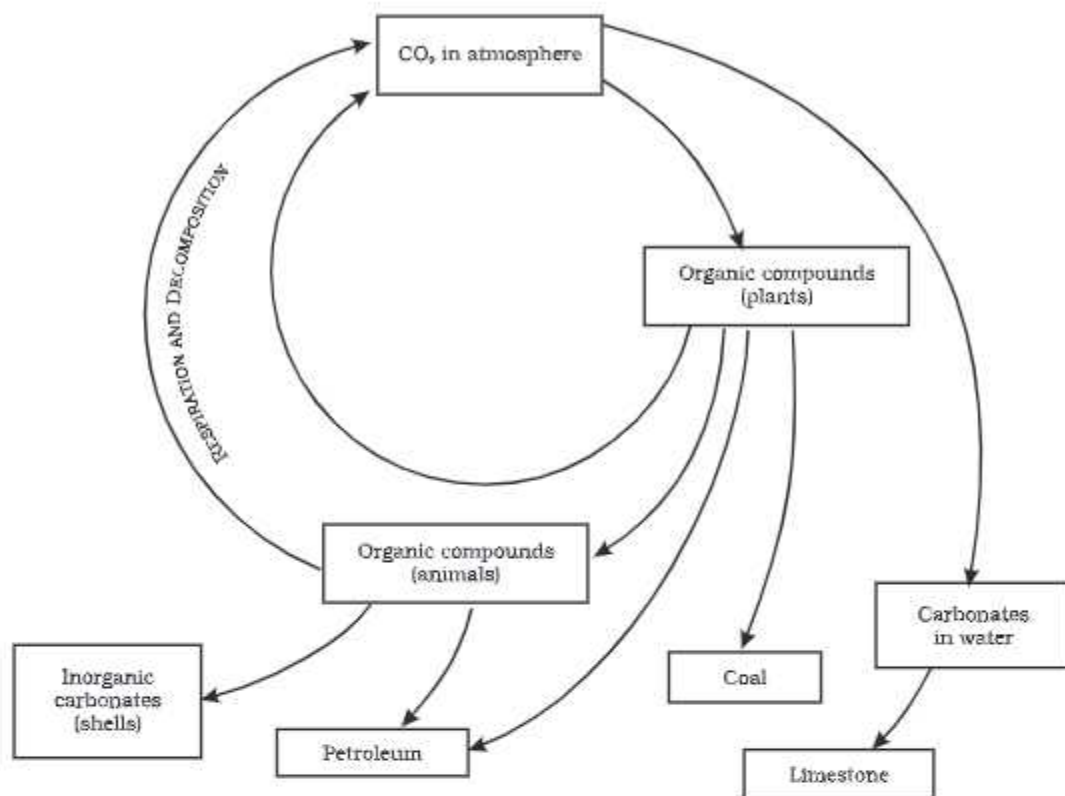 CO₂ in atmosphere
RESPIRATION AND DECOMPOSITION
Organic compounds
(plants)
Organic compounds
(animals)
Carbonates
in water
Inorganic
carbonates
(shells)
Coal
Petroleum
Limestone